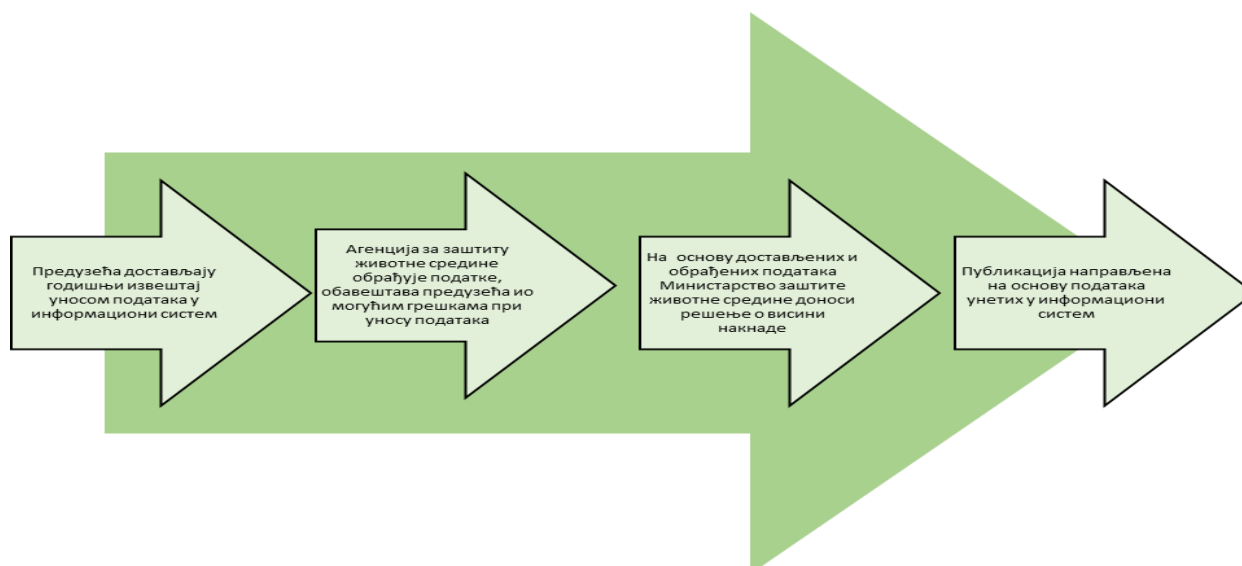 Предузећа достављају
годишњи извештај
уносом података у
информациони систем
Агенција за заштиту
животне средине
обрађује податке,
обавештава предузећа ио
могућим грешкама при
уносу података
На основу достављених и
обрађених података
Министарство заштите
животне средине доноси
решење о висини
накнаде
Публикација направљена
на основу података
унетих у информациони
систем